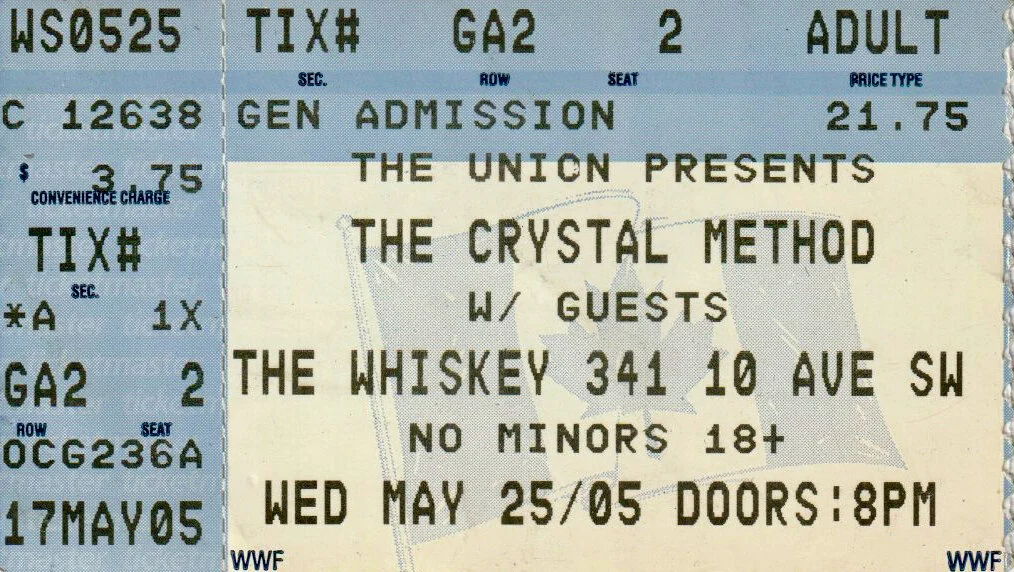 WS0525
C 12638
$ 3.75
CONVENIENCE CHARGE
TIX#
SEC.
*A 1X
GA2 2
ROW SEAT
OCG236A
17MAY05
TIX# GA2 2 ADULT
SEC. ROW SEAT PRICE TYPE
GEN ADMISSION 21.75
THE UNION PRESENTS
THE CRYSTAL METHOD
W/ GUESTS
THE WHISKEY 341 10 AVE SW
NO MINORS 18+
WED MAY 25/05 DOORS:8PM
WWF WWF